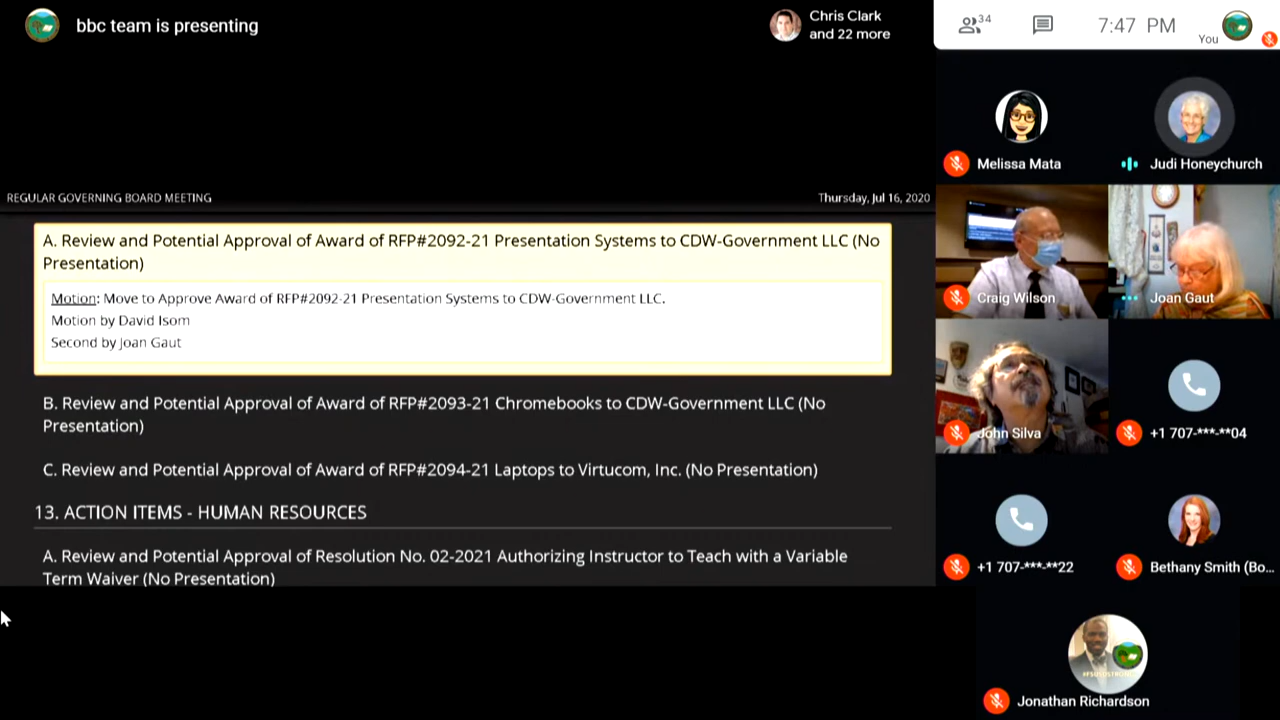 bbc team is presenting
Chris Clark
and 22 more
34
7:47 PM
You
Melissa Mata
Judi Honeychurch
REGULAR GOVERNING BOARD MEETING
Thursday, Jul 16, 2020
A. Review and Potential Approval of Award of RFP#2092-21 Presentation Systems to CDW-Government LLC (No
Presentation)
Motion: Move to Approve Award of RFP#2092-21 Presentation Systems to CDW-Government LLC.
Motion by David Isom
Second by Joan Gaut
Craig Wilson
Joan Gaut
B. Review and Potential Approval of Award of RFP#2093-21 Chromebooks to CDW-Government LLC (No
Presentation)
John Silva
+1 707-***-**04
C. Review and Potential Approval of Award of RFP#2094-21 Laptops to Virtucom, Inc. (No Presentation)
13. ACTION ITEMS - HUMAN RESOURCES
A. Review and Potential Approval of Resolution No. 02-2021 Authorizing Instructor to Teach with a Variable
Term Waiver (No Presentation)
+1 707-***-**22
Bethany Smith (Bo...
Jonathan Richardson